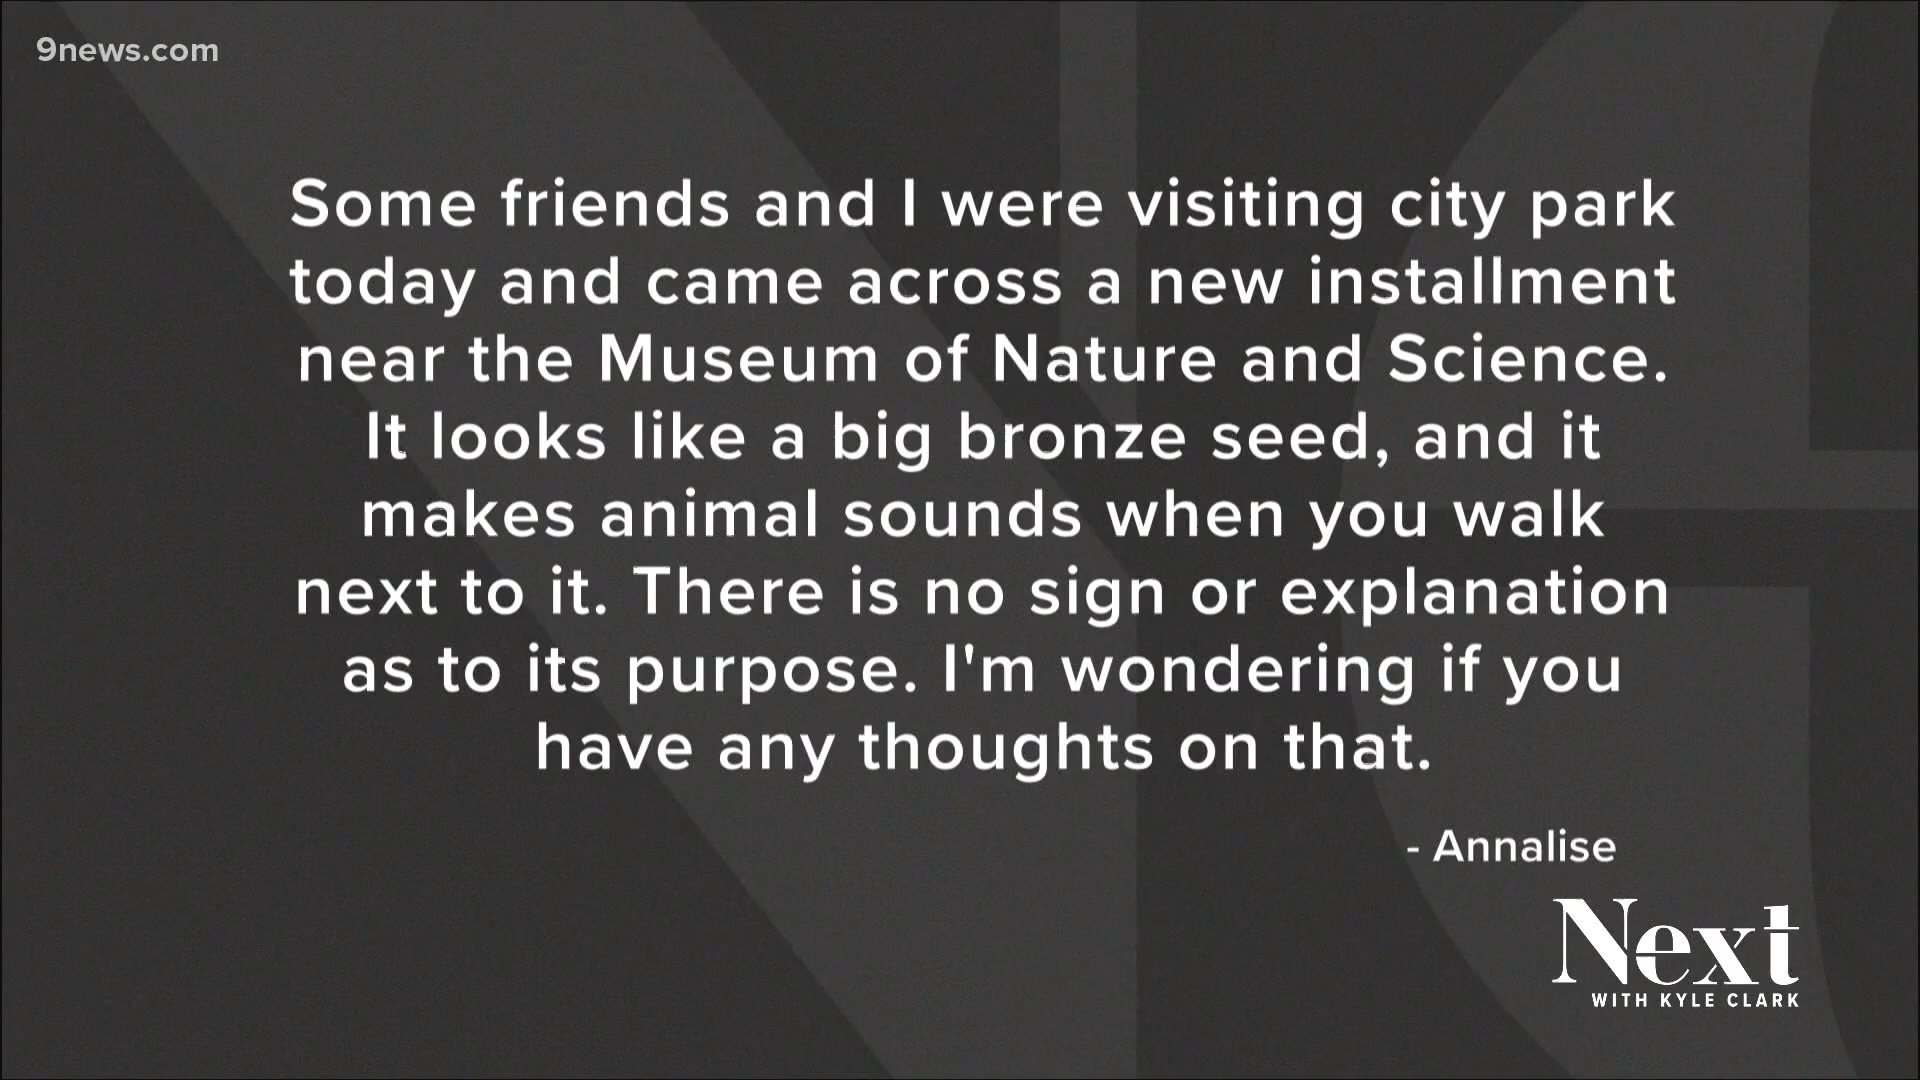 9news.com
Some friends and I were visiting city park
today and came across a new installment
near the Museum of Nature and Science.
It looks like a big bronze seed, and it
makes animal sounds when you walk
next to it. There is no sign or explanation
as to its purpose. I'm wondering if you
have any thoughts on that.
- Annalise
Next
WITH KYLE CLARK